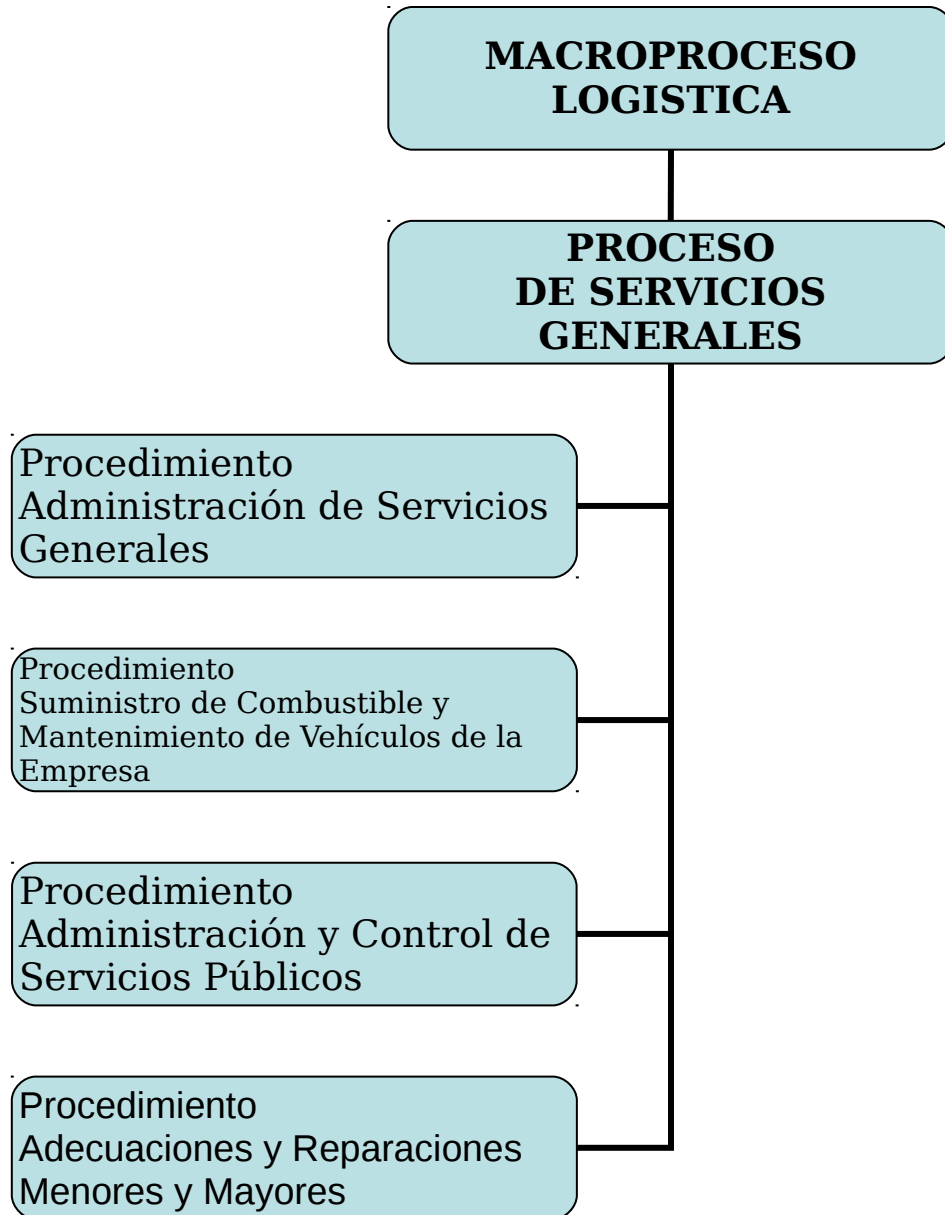 MACROPROCESO
LOGISTICA
PROCESO
DE SERVICIOS
GENERALES
Procedimiento
Administración de Servicios
Generales
Procedimiento
Suministro de Combustible y
Mantenimiento de Vehículos de la
Empresa
Procedimiento
Administración y Control de
Servicios Públicos
Procedimiento
Adecuaciones y Reparaciones
Menores y Mayores